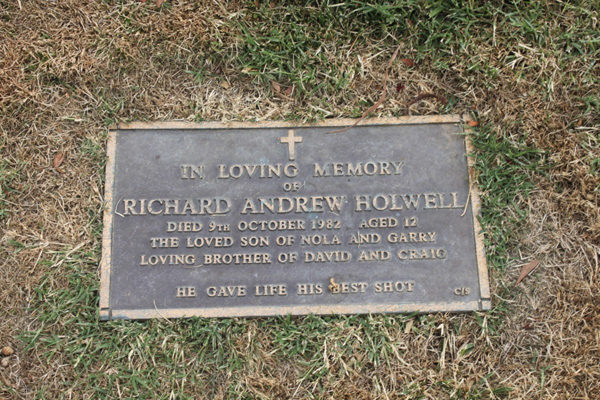 IN LOVING MEMORY
OF
RICHARD ANDREW HOLWELL
DIED 9TH OCTOBER 1982 AGED 12
THE LOVED SON OF NOLA AND GARRY
LOVING BROTHER OF DAVID AND CRAIG
HE GAVE LIFE HIS BEST SHOT
C/S